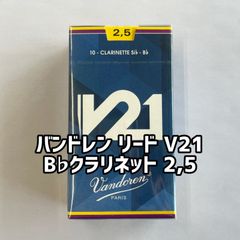 2,5
10 - CLARINETTE Si♭ - B♭
V21
バンドレン リード V21
B♭クラリネット 2,5
Vandoren
PARIS